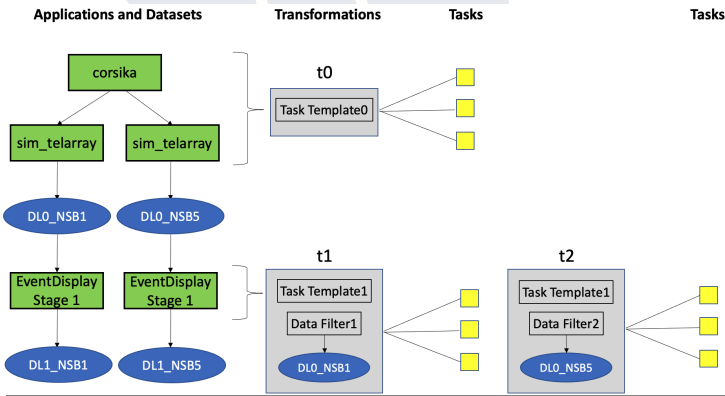 Applications and Datasets
Transformations
Tasks
Tasks
corsika
t0
Task Template0
sim_telarray
sim_telarray
DL0_NSB1
DL0_NSB5
t1
t2
EventDisplay
Stage 1
EventDisplay
Stage 1
Task Template1
Task Template1
Data Filter1
Data Filter2
DL1_NSB1
DL1_NSB5
DL0_NSB1
DL0_NSB5